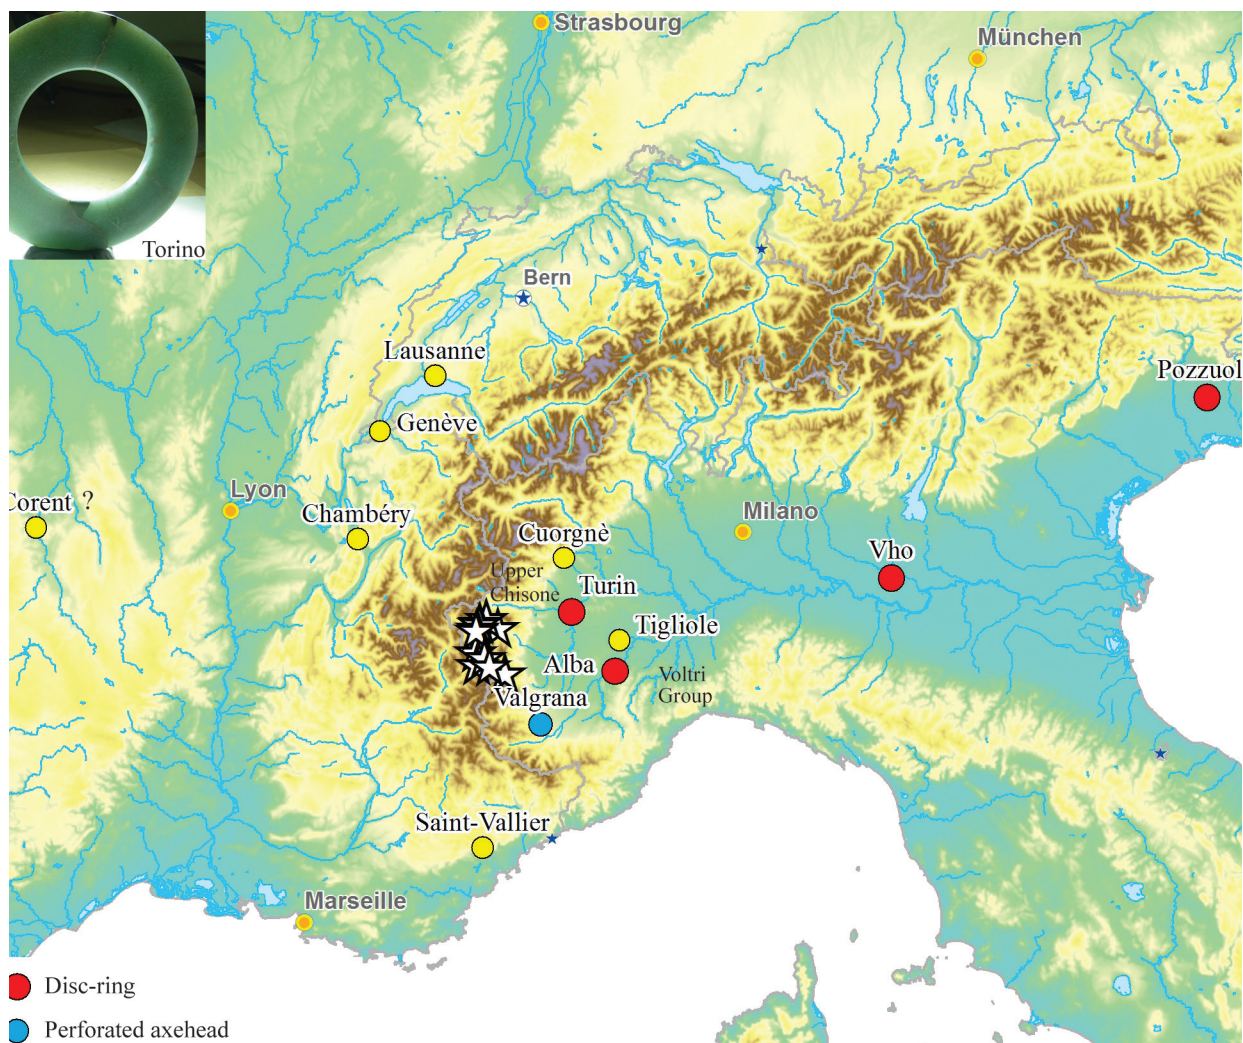 Torino
Strasbourg
München
Bern
Lausanne
Genève
Pozzuol
Corent ?
Lyon
Chambéry
Milano
Cuorgnè
Vho
Upper
Chisone
Turin
Tigliole
Alba
Voltri
Group
Valgrana
Saint-Vallier
Marseille
Disc-ring
Perforated axehead